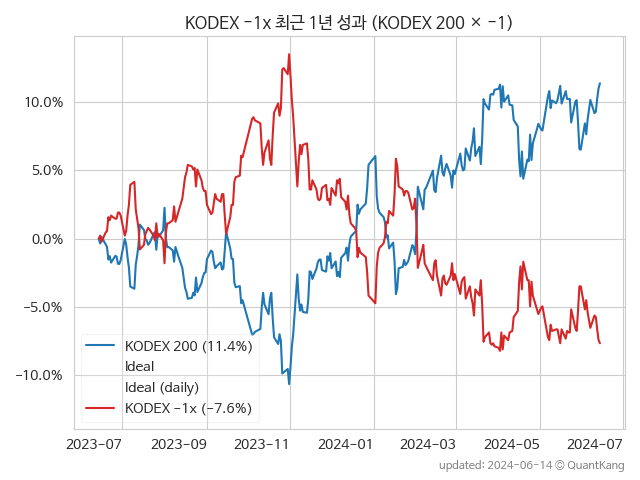 KODEX -1x 최근 1년 성과 (KODEX 200 × -1)
10.0%
5.0%
0.0%
−5.0%
−10.0%
KODEX 200 (11.4%)
Ideal
Ideal (daily)
KODEX -1x (-7.6%)
2023-07 2023-09 2023-11 2024-01 2024-03 2024-05 2024-07
updated: 2024-06-14 © QuantKang